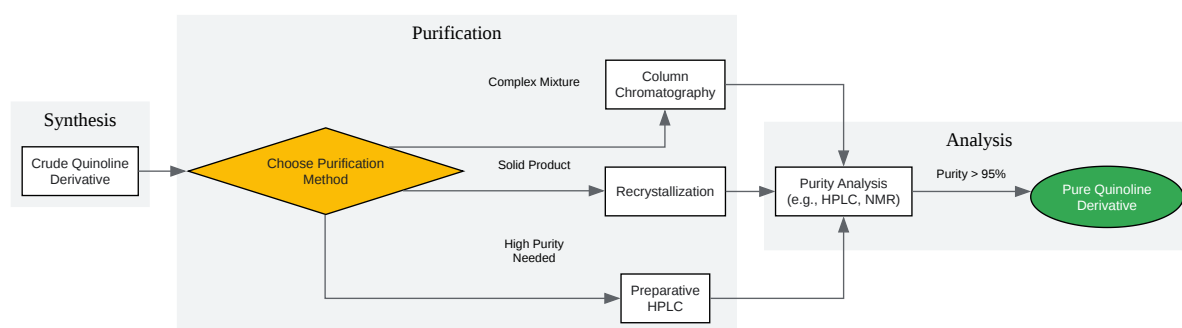 Synthesis
Crude Quinoline
Derivative
Purification
Choose Purification
Method
Complex Mixture
Column
Chromatography
Solid Product
Recrystallization
High Purity
Needed
Preparative
HPLC
Analysis
Purity Analysis
(e.g., HPLC, NMR)
Purity > 95%
Pure Quinoline
Derivative